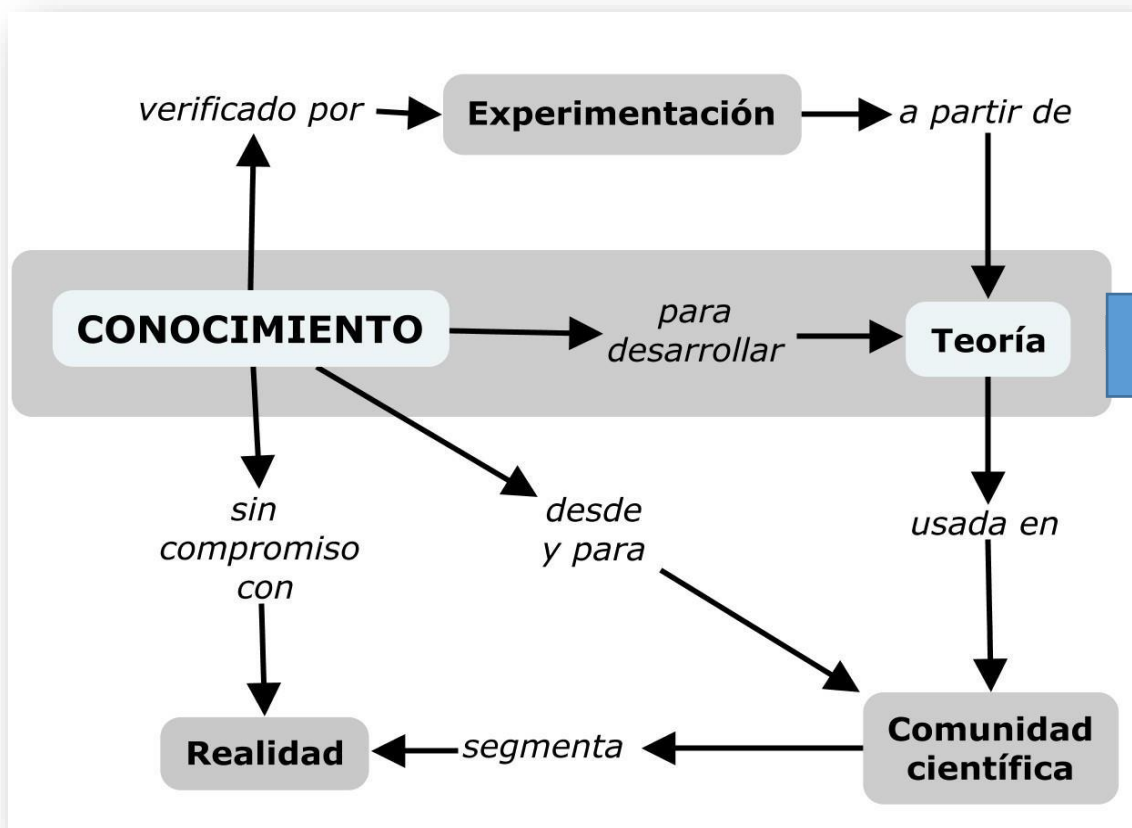 verificado por
Experimentación
a partir de
CONOCIMIENTO
para
desarrollar
Teoría
sin
compromiso
con
desde
y para
usada en
Realidad
segmenta
Comunidad
científica